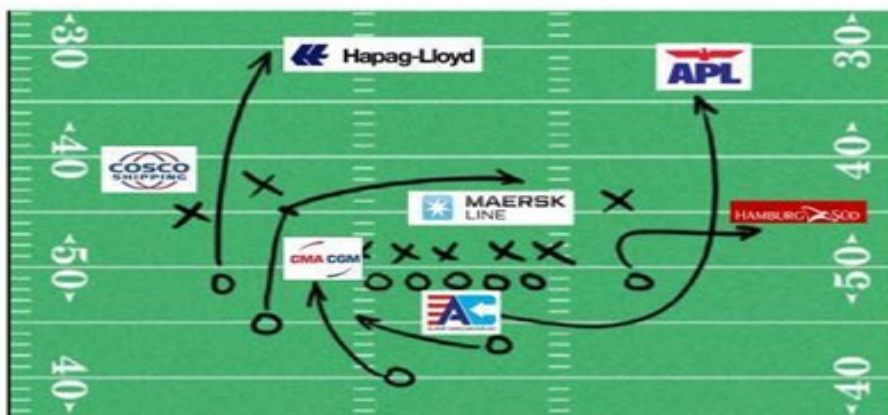 30
Hapag-Lloyd
APL
30
40
COSCO
SHIPPING
40
MAERSK
LINE
HAMBURG SÜD
50
CMA CGM
50
AC
40
40